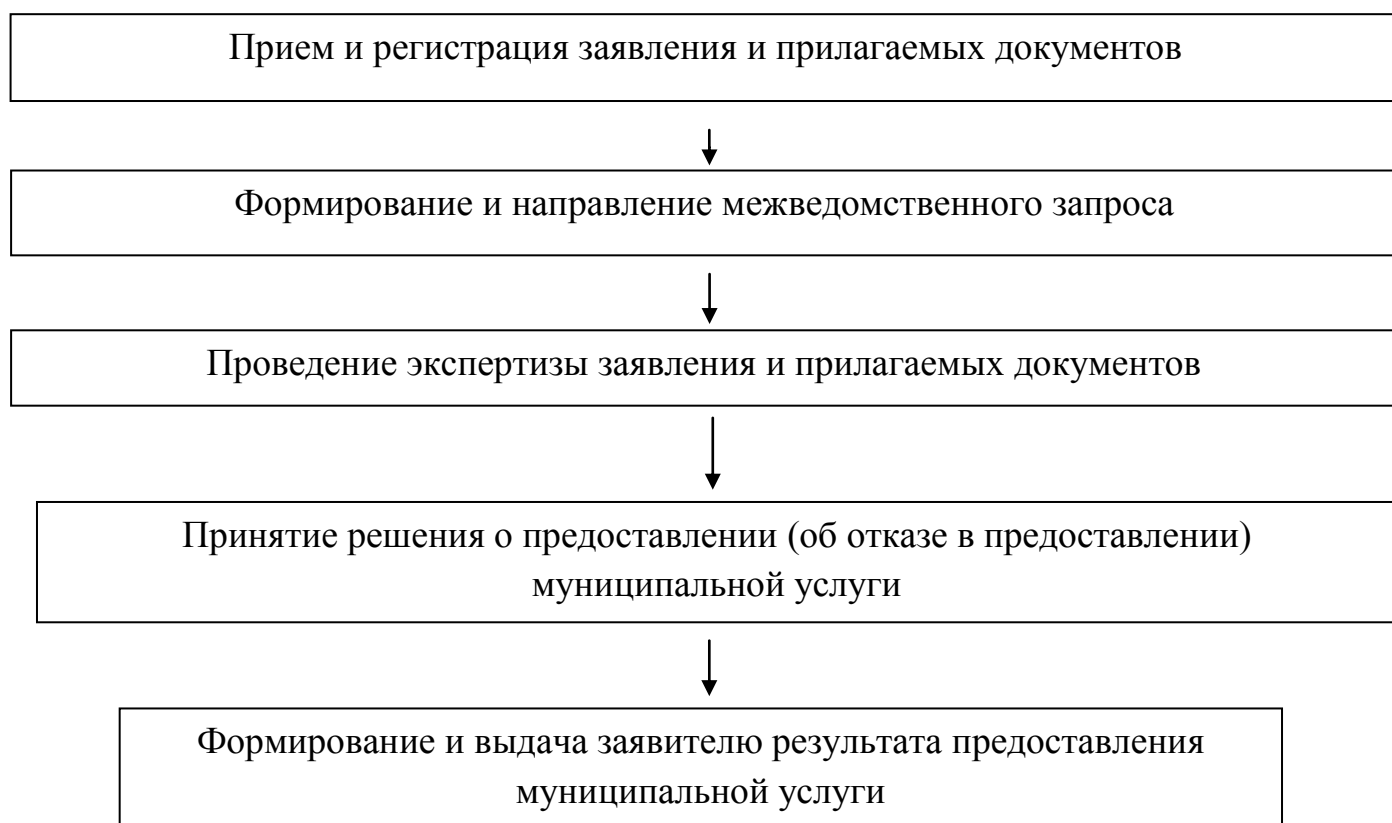 Прием и регистрация заявления и прилагаемых документов
Формирование и направление межведомственного запроса
Проведение экспертизы заявления и прилагаемых документов
Принятие решения о предоставлении (об отказе в предоставлении)
муниципальной услуги
Формирование и выдача заявителю результата предоставления
муниципальной услуги